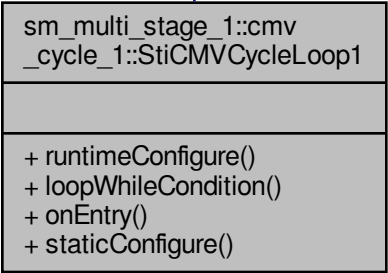 sm_multi_stage_1::cmv
_cycle_1::StiCMVCycleLoop1
+ runtimeConfigure()
+ loopWhileCondition()
+ onEntry()
+ staticConfigure()